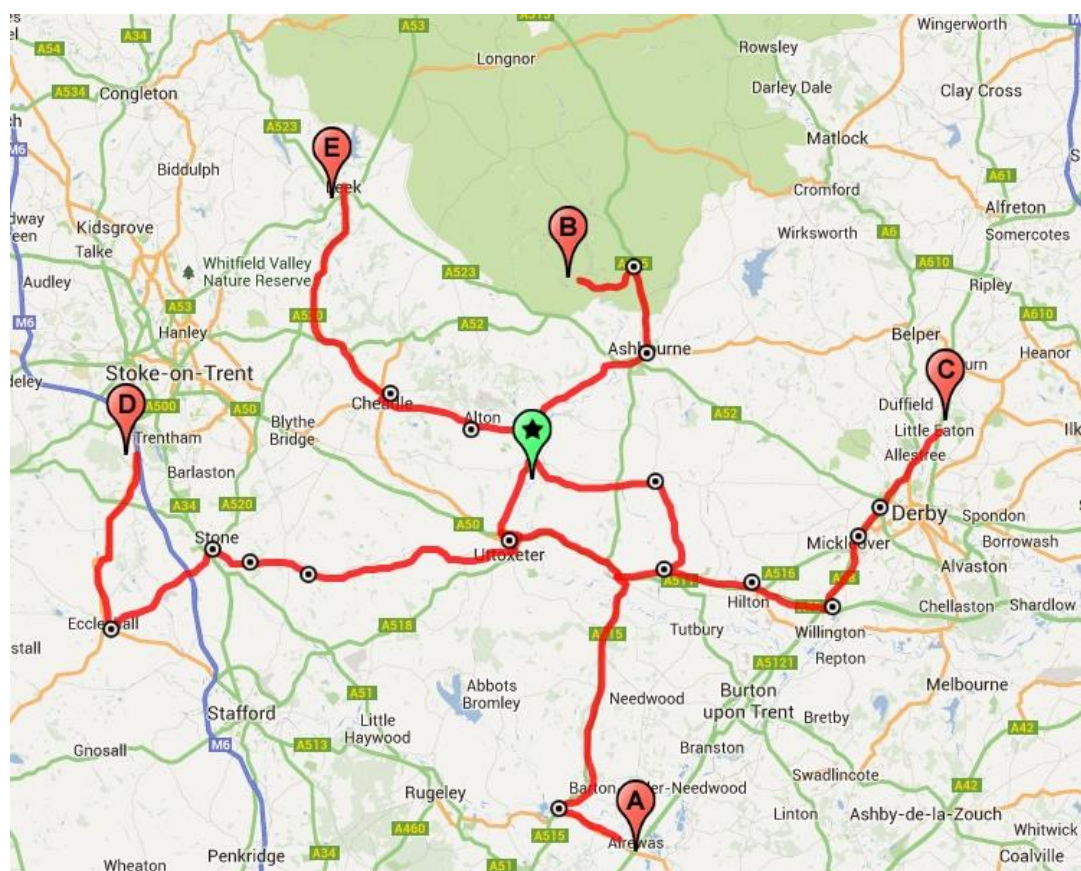 A515
Wingerworth
A34
A53
A54
Rowsley
Longnor
Darley Dale
Clay Cross
A534
Congleton
A523
Matlock
M6
E
Biddulph
A61
Cromford
Alfreton
B
Kidsgrove
Wirksworth
A6
Somercotes
Talke
Whitfield Valley
Nature Reserve
A523
A610
Audley
Ripley
A53
M6
A52
A610
Hanley
Belper
Ashbourne
Heanor
Stoke-on-Trent
C
D
A500
Cheadle
Duffield
A50
Alton
A52
Blythe
Bridge
Little Eaton
Trentham
Allestree
Barlaston
A34
A520
A50
Derby
Spondon
Stone
Uttoxeter
Mickleover
Borrowash
A516
Alvaston
A511
Hilton
Chellaston
Shardlow
A518
Tutbury
Willington
Repton
A5121
A51
Abbots
Bromley
Needwood
Burton
upon Trent
Melbourne
Stafford
Little
Haywood
Bretby
A42
M6
A513
Gnosall
Branston
Swadlincote
A42
Rugeley
A
Linton
Ashby-de-la-Zouch
A460
A515
Alrewas
Whitwick
Penkridge
A34
A51
Coalville
Wheaton